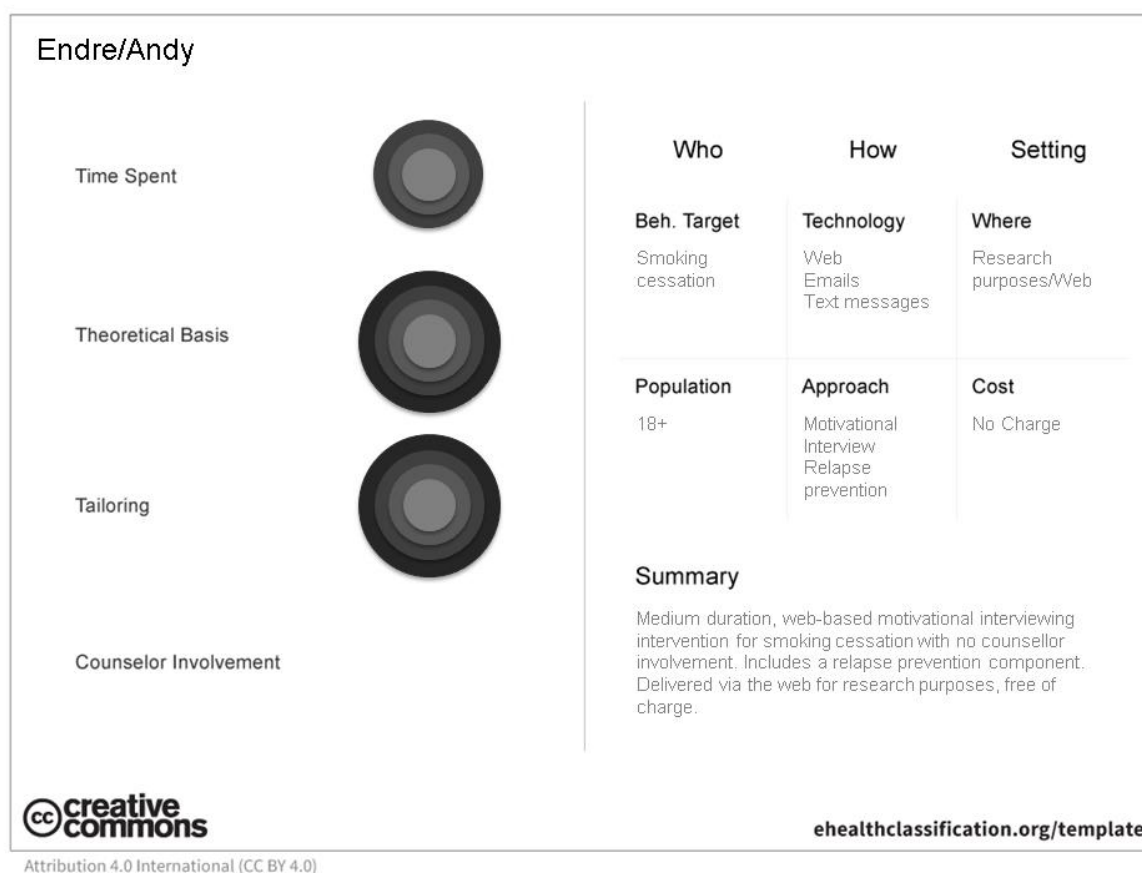 Endre/Andy
Time Spent
Theoretical Basis
Tailoring
Counselor Involvement
Who
How
Setting
Beh. Target
Smoking
cessation
Technology
Web
Emails
Text messages
Where
Research
purposes/Web
Population
18+
Approach
Motivational
Interview
Relapse
prevention
Cost
No Charge
Summary
Medium duration, web-based motivational interviewing
intervention for smoking cessation with no counsellor
involvement. Includes a relapse prevention component.
Delivered via the web for research purposes, free of
charge.
cc creative
commons
ehealthclassification.org/template
Attribution 4.0 International (CC BY 4.0)